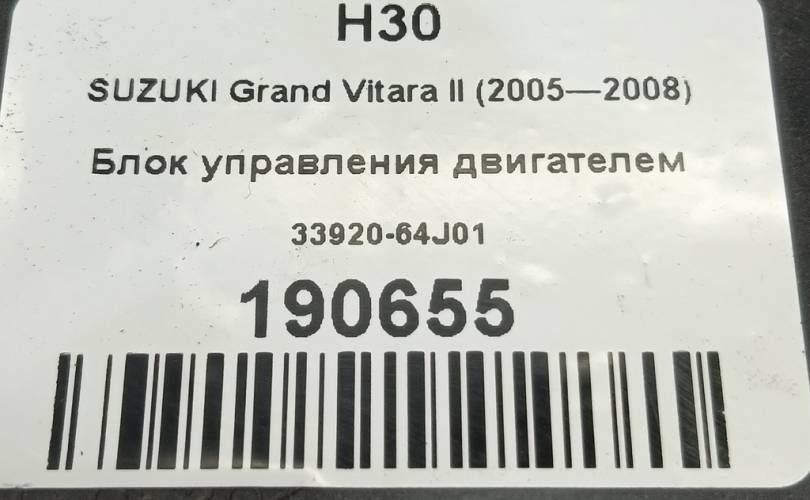 H30
SUZUKI Grand Vitara II (2005—2008)
Блок управления двигателем
33920-64J01
190655